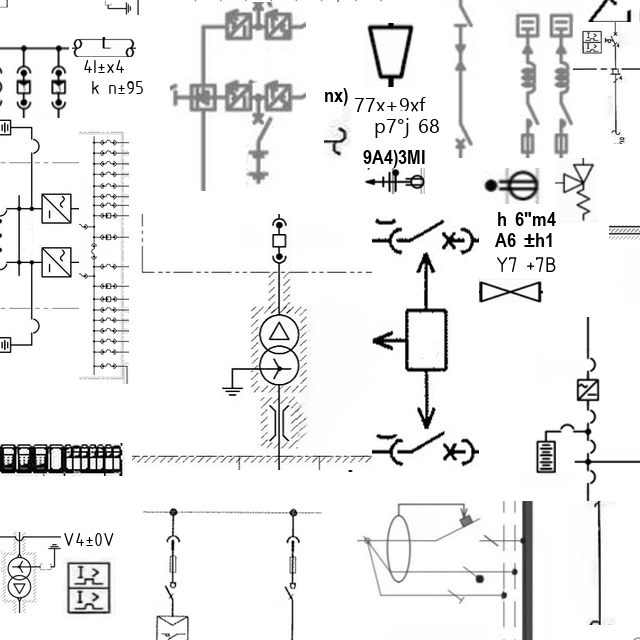 L
4l±x4
k n±95
nx)
77x+9xf
p7°j 68
9A4)3MI
h 6"m4
A6 ±h1
Y7 +7B
V4±0V
I >
I >